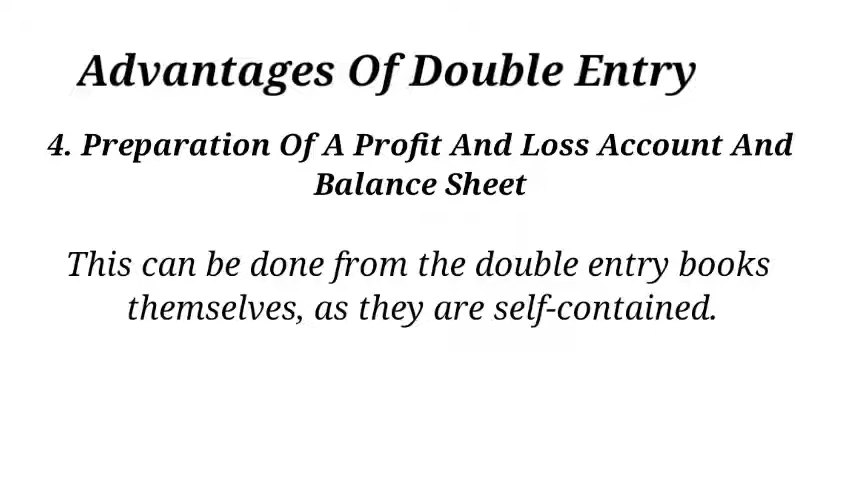 Advantages Of Double Entry
4. Preparation Of A Profit And Loss Account And
Balance Sheet
This can be done from the double entry books
themselves, as they are self-contained.